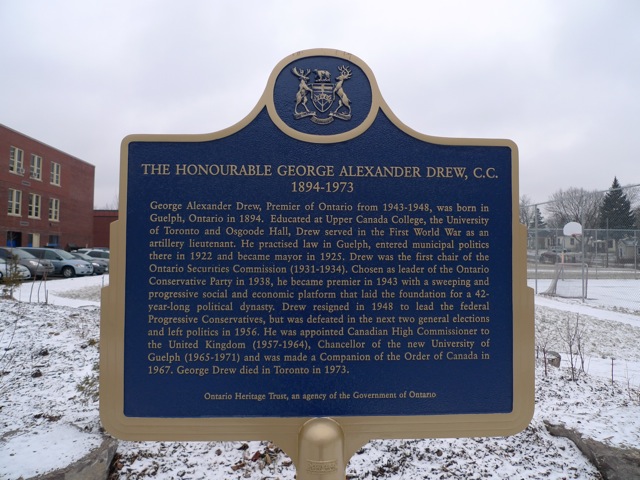 THE HONOURABLE GEORGE ALEXANDER DREW, C.C.
1894-1973
George Alexander Drew, Premier of Ontario from 1943-1948, was born in
Guelph, Ontario in 1894. Educated at Upper Canada College, the University
of Toronto and Osgoode Hall, Drew served in the First World War as an
artillery lieutenant. He practised law in Guelph, entered municipal politics
there in 1922 and became mayor in 1925. Drew was the first chair of the
Ontario Securities Commission (1931-1934). Chosen as leader of the Ontario
Conservative Party in 1938, he became premier in 1943 with a sweeping and
progressive social and economic platform that laid the foundation for a 42-
year-long political dynasty. Drew resigned in 1948 to lead the federal
Progressive Conservatives, but was defeated in the next two general elections
and left politics in 1956. He was appointed Canadian High Commissioner to
the United Kingdom (1957-1964), Chancellor of the new University of
Guelph (1965-1971) and was made a Companion of the Order of Canada in
1967. George Drew died in Toronto in 1973.
Ontario Heritage Trust, an agency of the Government of Ontario